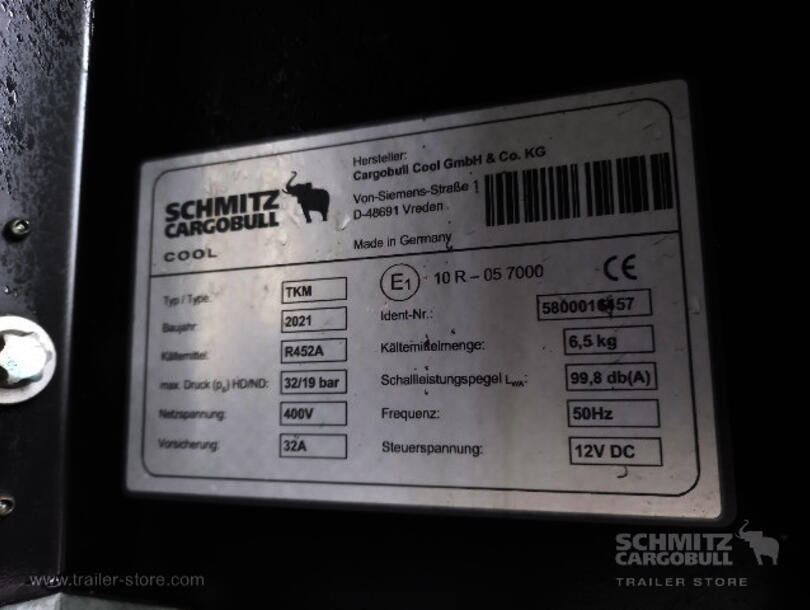 SCHMITZ
CARGOBULL
COOL
Hersteller:
Cargobull Cool GmbH & Co. KG
Von-Siemens-Straße 1
D-48691 Vreden
Made in Germany
E1 10 R – 05 7000 CE
Typ / Type: TKM
Baujahr: 2021
Kältemittel: R452A
max. Druck (ps) HD/ND: 32/19 bar
Netzspannung: 400V
Vorsicherung: 32A
Ident-Nr.:
Kältemittelmenge: 6,5 kg
Schallleistungspegel LWA: 99,8 db(A)
Frequenz: 50Hz
Steuerspannung: 12V DC
www.trailer-store.com
SCHMITZ
CARGOBULL
TRAILER STORE